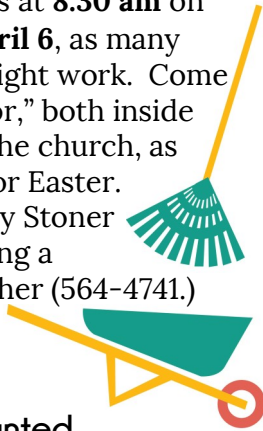 s at 8.30 am on
ril 6, as many
ight work.  Come
or,” both inside
he church, as
or Easter.
y Stoner
ng a
her (564-4741.)
nted